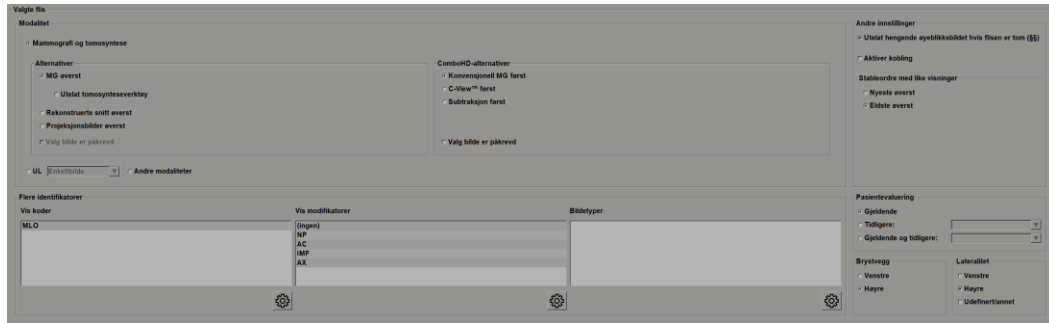 Valgte flis
Modalitet
Mammografi og tomosyntese
Alternativer
MG øverst
Utelat tomosynteseverktøy
Rekonstruerte snitt øverst
Projeksjonsbilder øverst
Valg bilde er påkrevd
ComboHD-alternativer
Konvensjonell MG først
C-View™ først
Subtraksjon først
Valg bilde er påkrevd
UL Enkeltbilde Andre modaliteter
Andre innstillinger
Utelat hengende øyeblikksbildet hvis flisen er tom (§§)
Aktiver kobling
Stableordre med like visninger
Nyeste øverst
Eldste øverst
Flere identifikatorer
Vis koder
MLO
Vis modifikatorer
(ingen)
NP
AC
IMF
AX
Bildetyper
Pasientevaluering
Gjeldende
Tidligere:
Gjeldende og tidligere:
Brystvegg
Venstre
Høyre
Lateralitet
Venstre
Høyre
Udefinert/annet